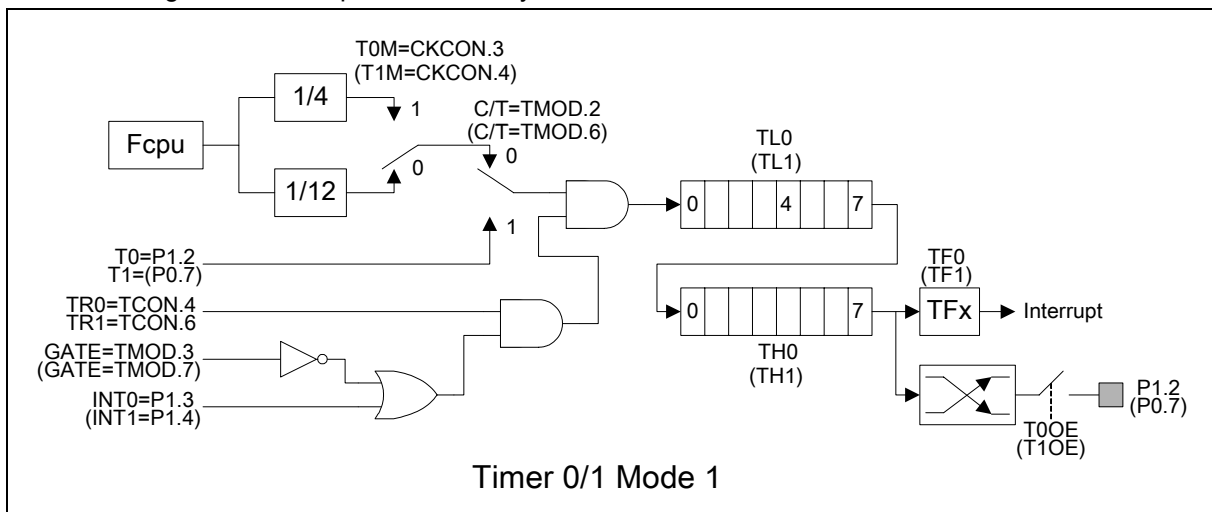 T0M=CKCON.3
(T1M=CKCON.4)
1/4
1
C/T=TMOD.2
(C/T=TMOD.6)
Fcpu
0
0
1/12
TL0
(TL1)
0 4 7
1
T0=P1.2
T1=(P0.7)
TF0
(TF1)
TR0=TCON.4
TR1=TCON.6
0 7
TFx
Interrupt
GATE=TMOD.3
(GATE=TMOD.7)
TH0
(TH1)
INT0=P1.3
(INT1=P1.4)
P1.2
(P0.7)
T0OE
(T1OE)
Timer 0/1 Mode 1